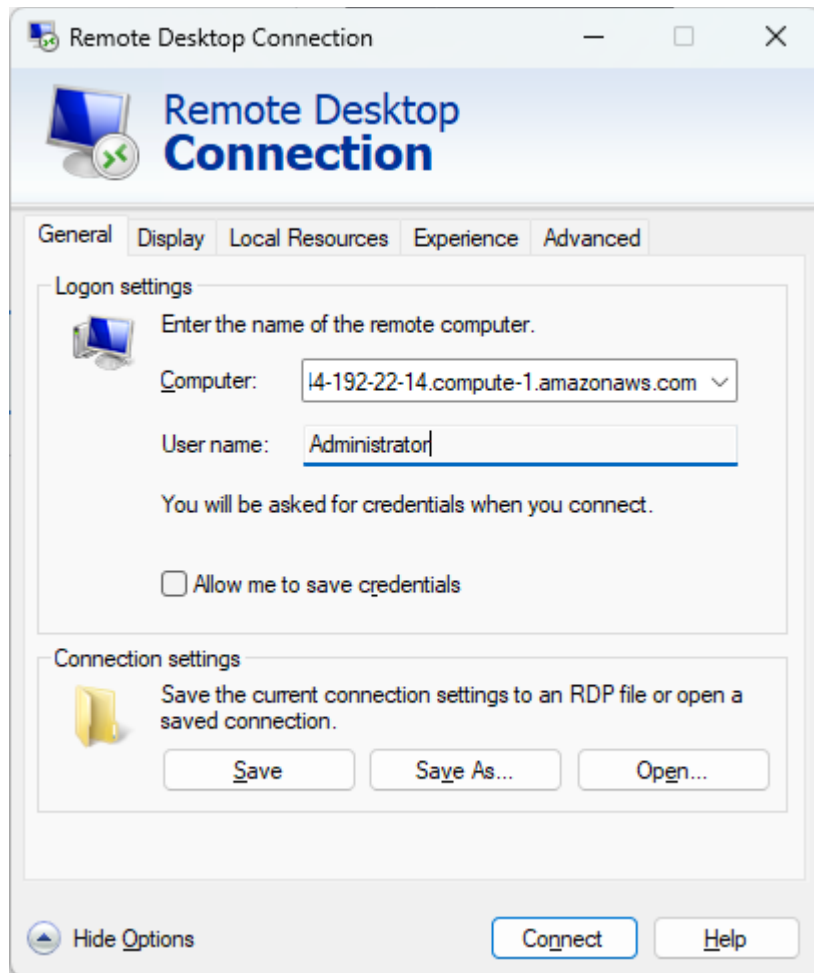 Remote Desktop Connection
Remote Desktop
Connection
General Display Local Resources Experience Advanced
Logon settings
Enter the name of the remote computer.
Computer: 4-192-22-14.compute-1.amazonaws.com
User name: Administrator
You will be asked for credentials when you connect.
Allow me to save credentials
Connection settings
Save the current connection settings to an RDP file or open a
saved connection.
Save Save As... Open...
Hide Options Connect Help